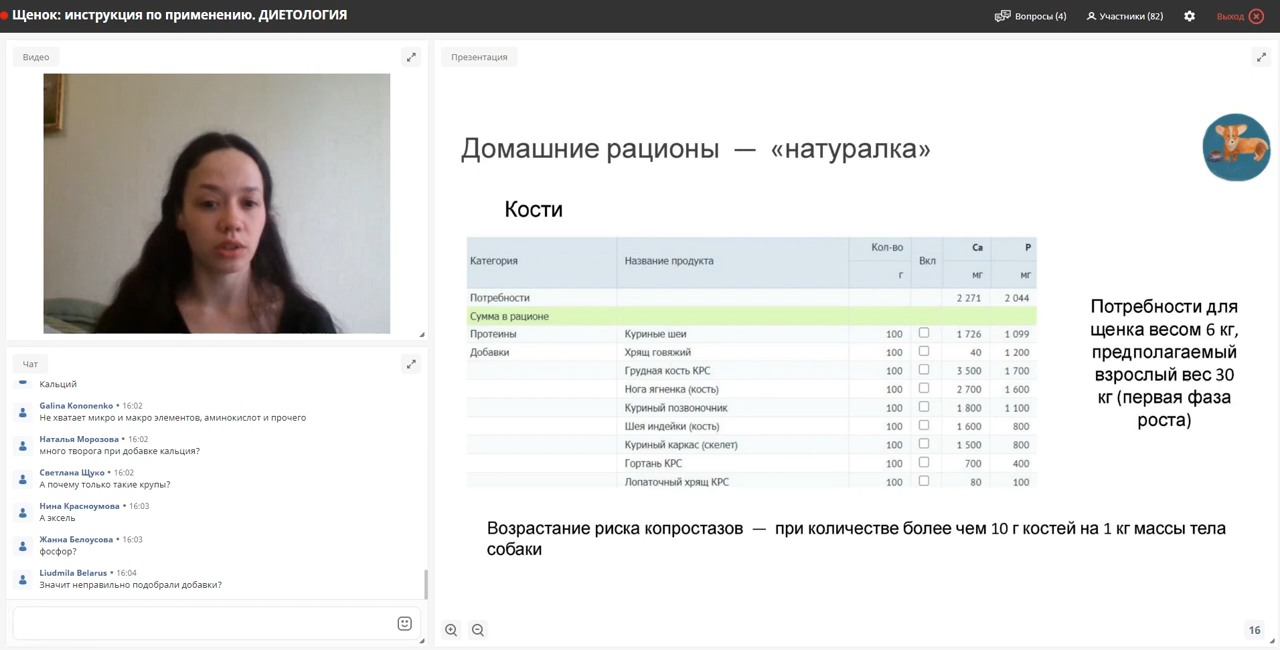 Щенок: инструкция по применению. ДИЕТОЛОГИЯ
Вопросы (4)
Участники (82)
Выход
Видео
Чат
Кальций
Galina Kononenko • 16:02
Не хватает микро и макро элементов, аминокислот и прочего
Наталья Морозова • 16:02
много творога при добавке кальция?
Светлана Щуко • 16:02
А почему только такие крупы?
Нина Красноумова • 16:03
А эксель
Жанна Белоусова • 16:03
фосфор?
Liudmila Belarus • 16:04
Значит неправильно подобрали добавки?
Презентация
Домашние рационы — «натуралка»
Кости
Категория Название продукта Кол-во г Вкл Ca мг P мг
Потребности 2 271 2 044
Сумма в рационе
Протеины Куриные шеи 100 1 726 1 099
Добавки Хрящ говяжий 100 40 1 200
Грудная кость КРС 100 3 500 1 700
Нога ягненка (кость) 100 2 700 1 600
Куриный позвоночник 100 1 800 1 100
Шея индейки (кость) 100 1 600 800
Куриный каркас (скелет) 100 1 500 800
Гортань КРС 100 700 400
Лопаточный хрящ КРС 100 80 100
Потребности для
щенка весом 6 кг,
предполагаемый
взрослый вес 30
кг (первая фаза
роста)
Возрастание риска копростазов — при количестве более чем 10 г костей на 1 кг массы тела
собаки
16